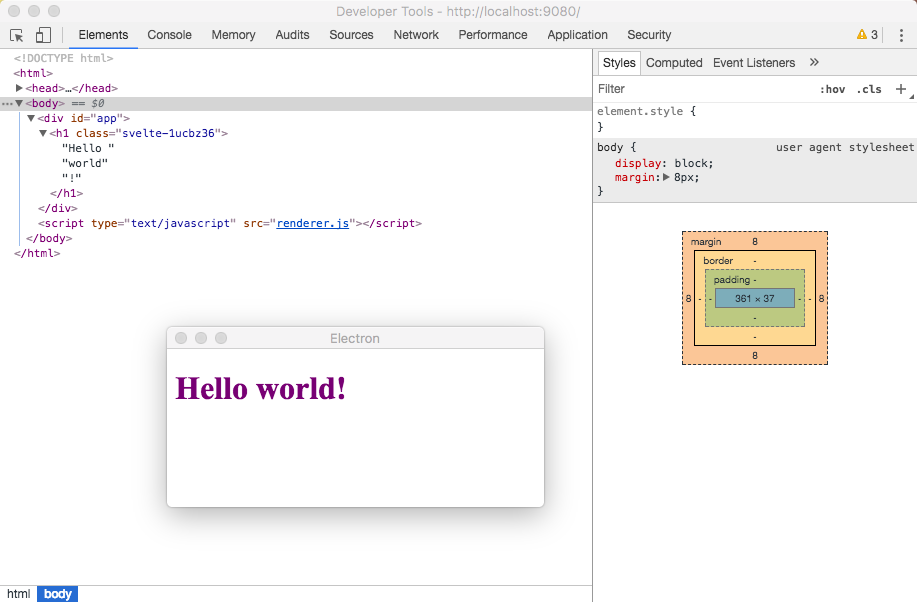 Developer Tools - http://localhost:9080/
Elements Console Memory Audits Sources Network Performance Application Security 3
<!DOCTYPE html>
<html>
<head>…</head>
<body> == $0
<div id="app">
<h1 class="svelte-1ucbz36">
"Hello "
"world"
"!"
</h1>
</div>
<script type="text/javascript" src="renderer.js"></script>
</body>
</html>
Electron
Hello world!
html body
Styles Computed Event Listeners »
Filter :hov .cls +
element.style {
}
body { user agent stylesheet
display: block;
margin: 8px;
}
margin 8
border -
padding -
8 - - 361 × 37 - - 8
-
-
8